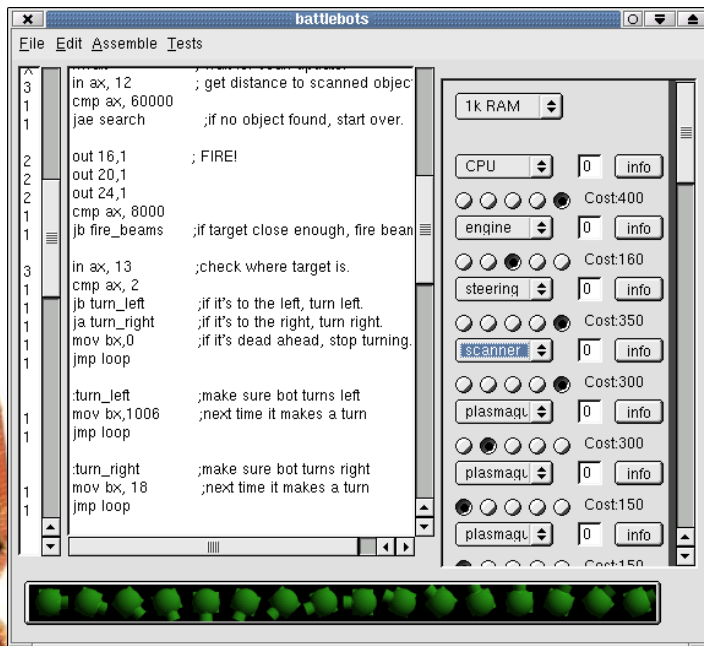 battlebots
File Edit Assemble Tests
3 in ax, 12 ; get distance to scanned objec
1 cmp ax, 60000
1 jae search ;if no object found, start over.
2 out 16,1 ; FIRE!
2 out 20,1
2 out 24,1
1 cmp ax, 8000
1 jb fire_beams ;if target close enough, fire bean
3 in ax, 13 ;check where target is.
1 cmp ax, 2
1 jb turn_left ;if it's to the left, turn left.
1 ja turn_right ;if it's to the right, turn right.
1 mov bx,0 ;if it's dead ahead, stop turning.
1 jmp loop
:turn_left ;make sure bot turns left
1 mov bx,1006 ;next time it makes a turn
1 jmp loop
:turn_right ;make sure bot turns right
1 mov bx, 18 ;next time it makes a turn
1 jmp loop
1k RAM
CPU 0 info
Cost:400
engine 0 info
Cost:160
steering 0 info
Cost:350
scanner 0 info
Cost:300
plasmagu 0 info
Cost:300
plasmagu 0 info
Cost:150
plasmagu 0 info
Cost:150